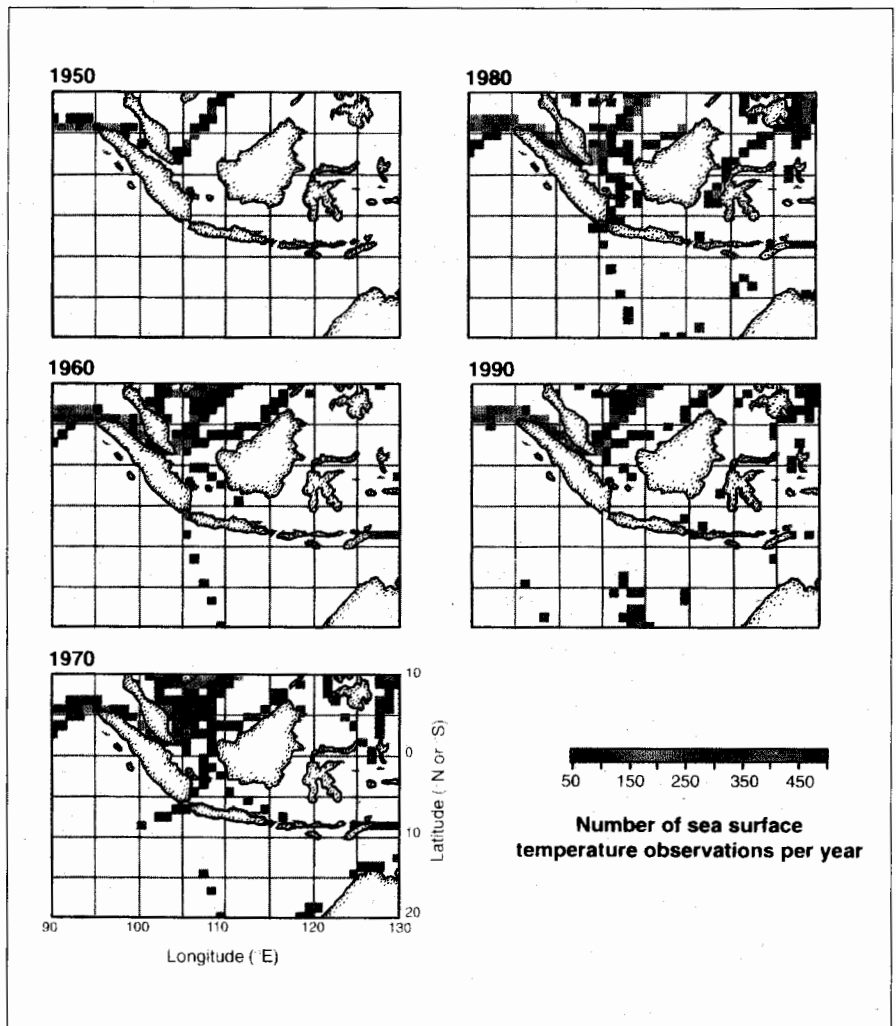 1950
1980
1960
1990
1970
10
0
10
20
Latitude (°N or °S)
90 100 110 120 130
Longitude (°E)
50 150 250 350 450
Number of sea surface
temperature observations per year